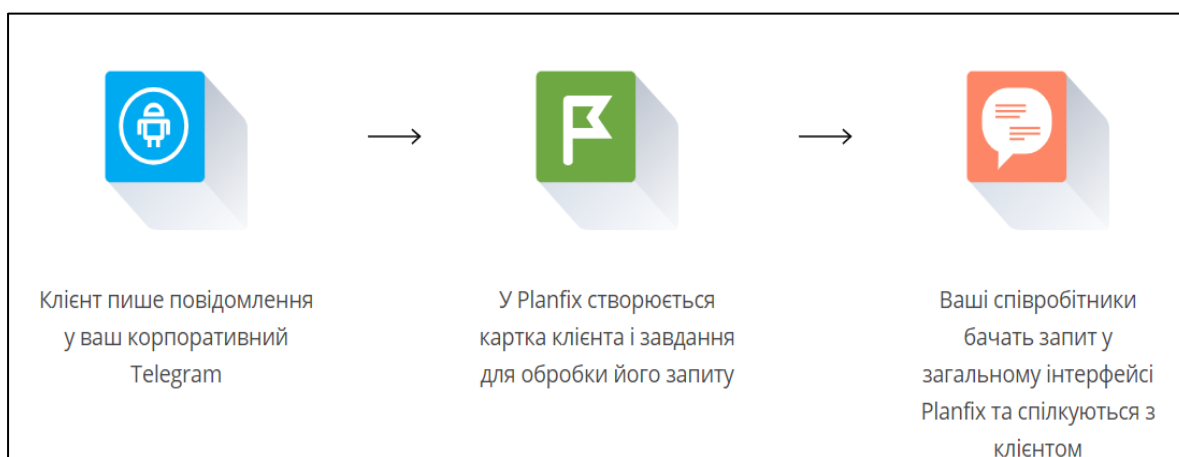 Клієнт пише повідомлення
у ваш корпоративний
Telegram
У Planfix створюється
картка клієнта і завдання
для обробки його запиту
Ваші співробітники
бачать запит у
загальному інтерфейсі
Planfix та спілкуються з
клієнтом